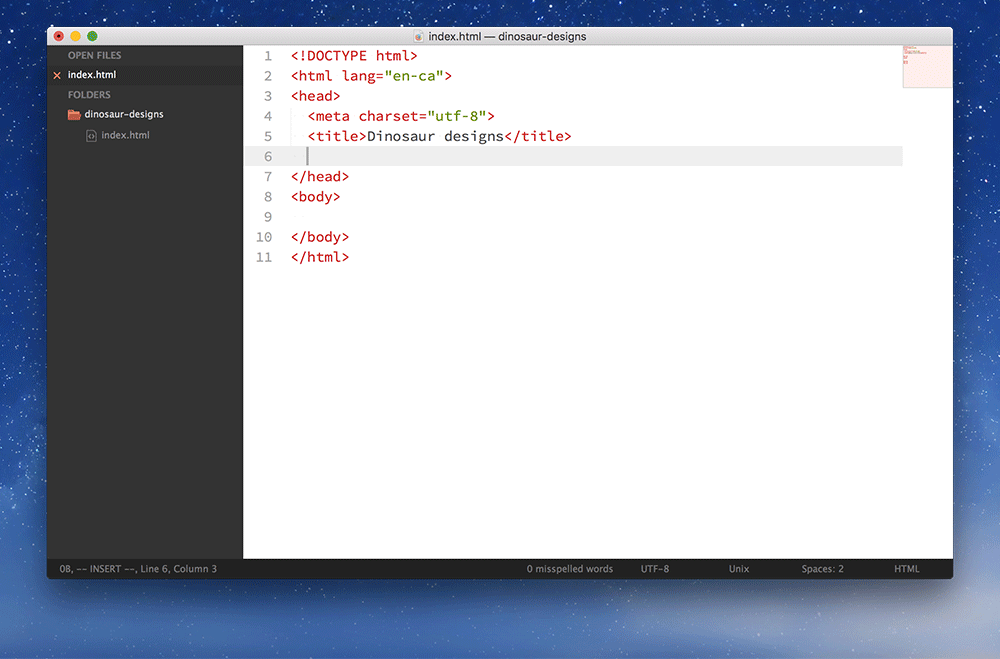 index.html — dinosaur-designs
OPEN FILES
index.html
FOLDERS
dinosaur-designs
index.html
1 <!DOCTYPE html>
2 <html lang="en-ca">
3 <head>
4   <meta charset="utf-8">
5   <title>Dinosaur designs</title>
6
7 </head>
8 <body>
9
10 </body>
11 </html>
0B, -- INSERT --, Line 6, Column 3 0 misspelled words UTF-8 Unix Spaces: 2 HTML